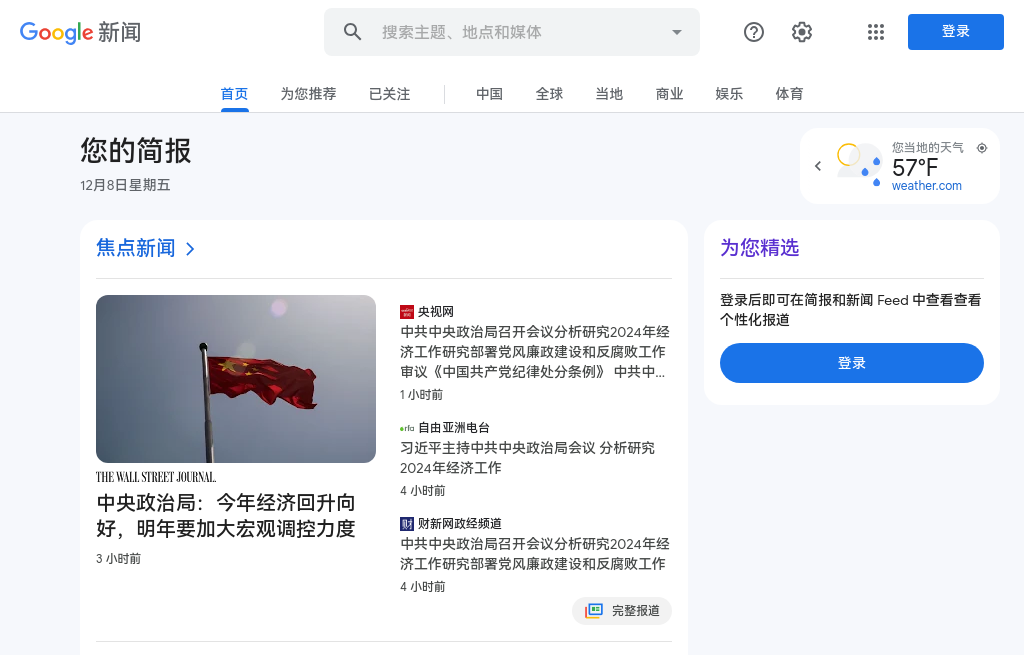 Google 新闻
搜索主题、地点和媒体
登录
首页
为您推荐
已关注
中国
全球
当地
商业
娱乐
体育
您的简报
12月8日星期五
您当地的天气
57°F
weather.com
焦点新闻
THE WALL STREET JOURNAL.
中央政治局：今年经济回升向
好，明年要加大宏观调控力度
3 小时前
央视网
中共中央政治局召开会议分析研究2024年经
济工作研究部署党风廉政建设和反腐败工作
审议《中国共产党纪律处分条例》 中共中...
1 小时前
rfa 自由亚洲电台
习近平主持中共中央政治局会议 分析研究
2024年经济工作
4 小时前
财 财新网政经频道
中共中央政治局召开会议分析研究2024年经
济工作研究部署党风廉政建设和反腐败工作
4 小时前
完整报道
为您精选
登录后即可在简报和新闻 Feed 中查看查看
个性化报道
登录